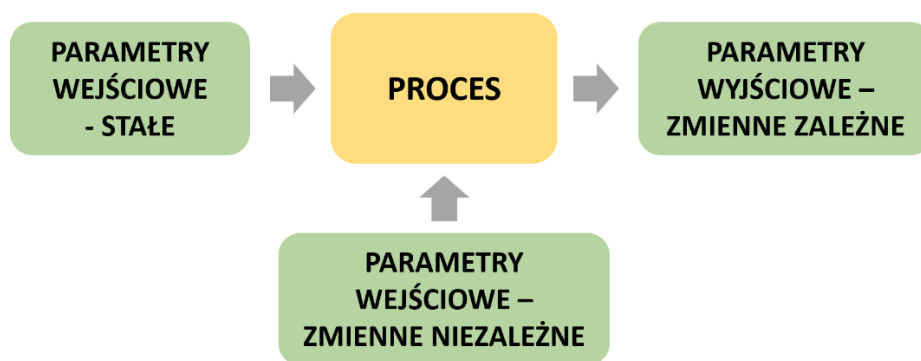 PARAMETRY
WEJŚCIOWE
- STAŁE
PROCES
PARAMETRY
WYJŚCIOWE –
ZMIENNE ZALEŻNE
PARAMETRY
WEJŚCIOWE –
ZMIENNE NIEZALEŻNE